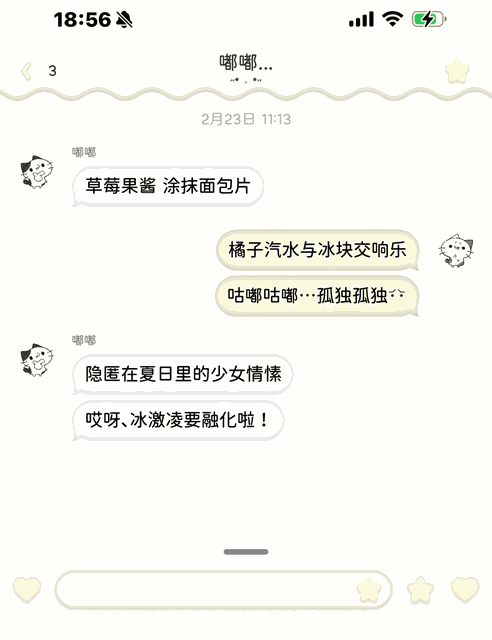 18:56
3
嘟嘟...
2月23日 11:13
嘟嘟
草莓果酱 涂抹面包片
橘子汽水与冰块交响乐
咕嘟咕嘟…孤独孤独
嘟嘟
隐匿在夏日里的少女情愫
哎呀、冰激凌要融化啦！